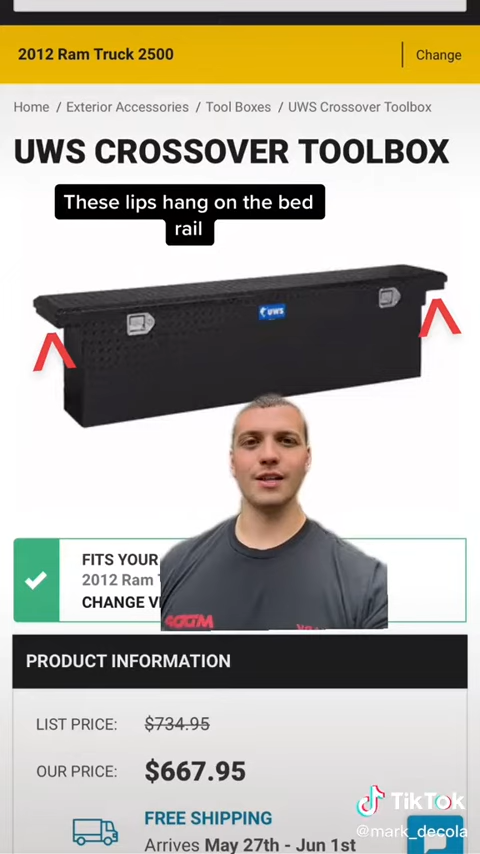 2012 Ram Truck 2500
Change
Home / Exterior Accessories / Tool Boxes / UWS Crossover Toolbox
UWS CROSSOVER TOOLBOX
These lips hang on the bed
rail
UWS
FITS YOUR
2012 Ram
CHANGE
PRODUCT INFORMATION
LIST PRICE: $734.95
OUR PRICE: $667.95
FREE SHIPPING
Arrives May 27th - Jun 1st
TikTok
@mark_decola